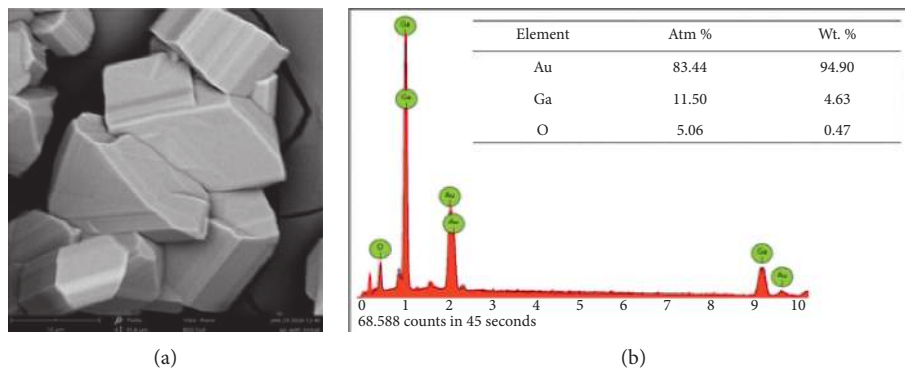 Element Atm % Wt. %
Au 83.44 94.90
Ga 11.50 4.63
O 5.06 0.47
Ga
Ga
Au
Au
O
Ga
Au
0 1 2 3 4 5 6 7 8 9 10
68.588 counts in 45 seconds
(a)
(b)